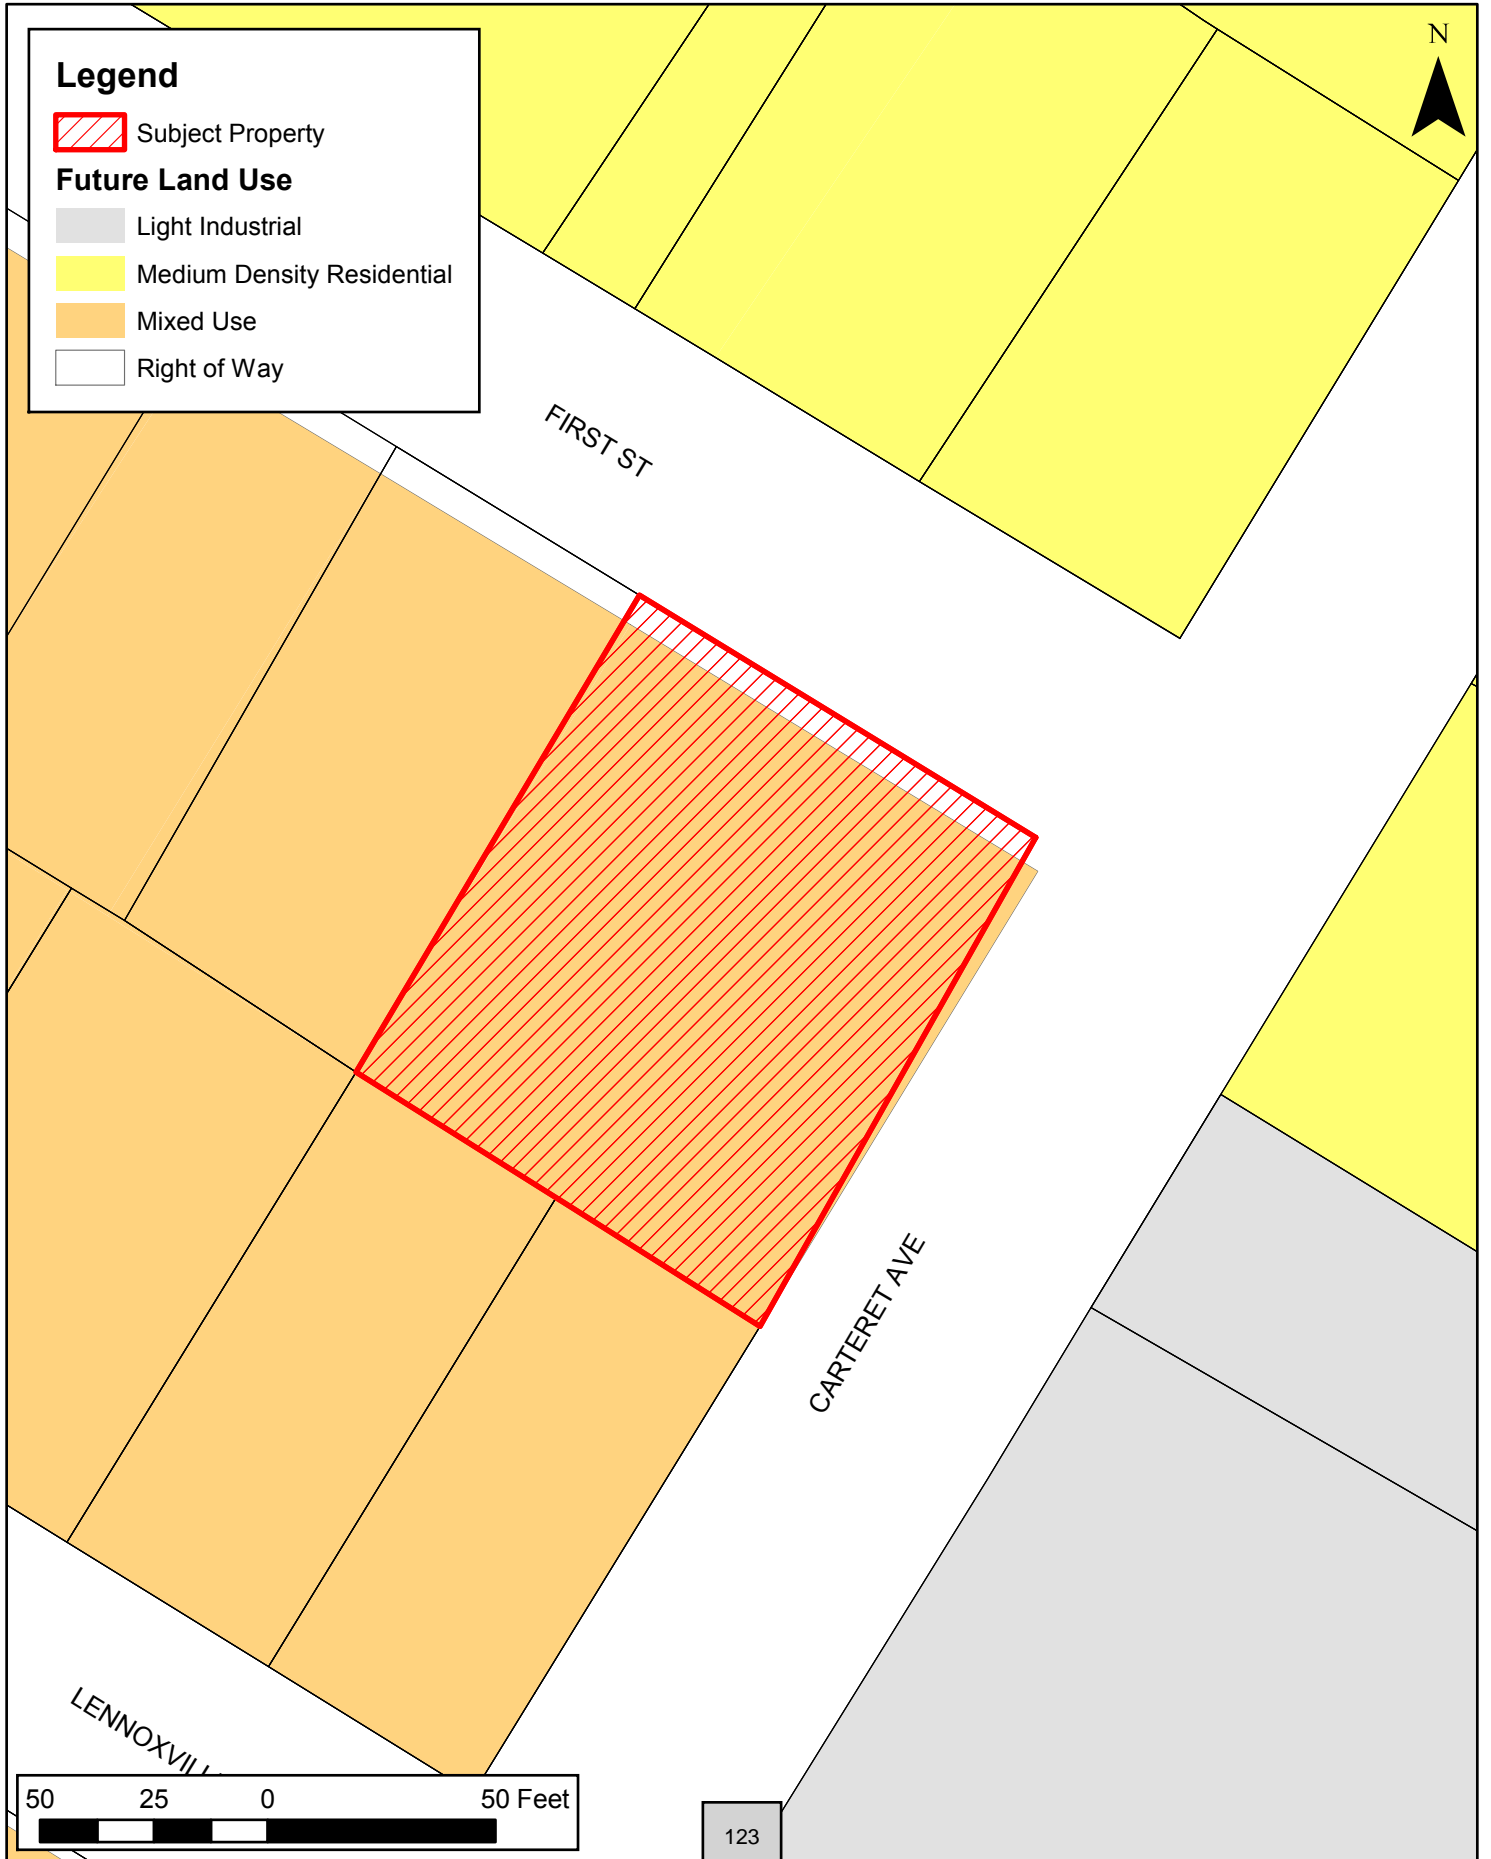 Legend
Subject Property
Future Land Use
Light Industrial
Medium Density Residential
Mixed Use
Right of Way
N
FIRST ST
CARTERET AVE
50 25 0 50 Feet
123